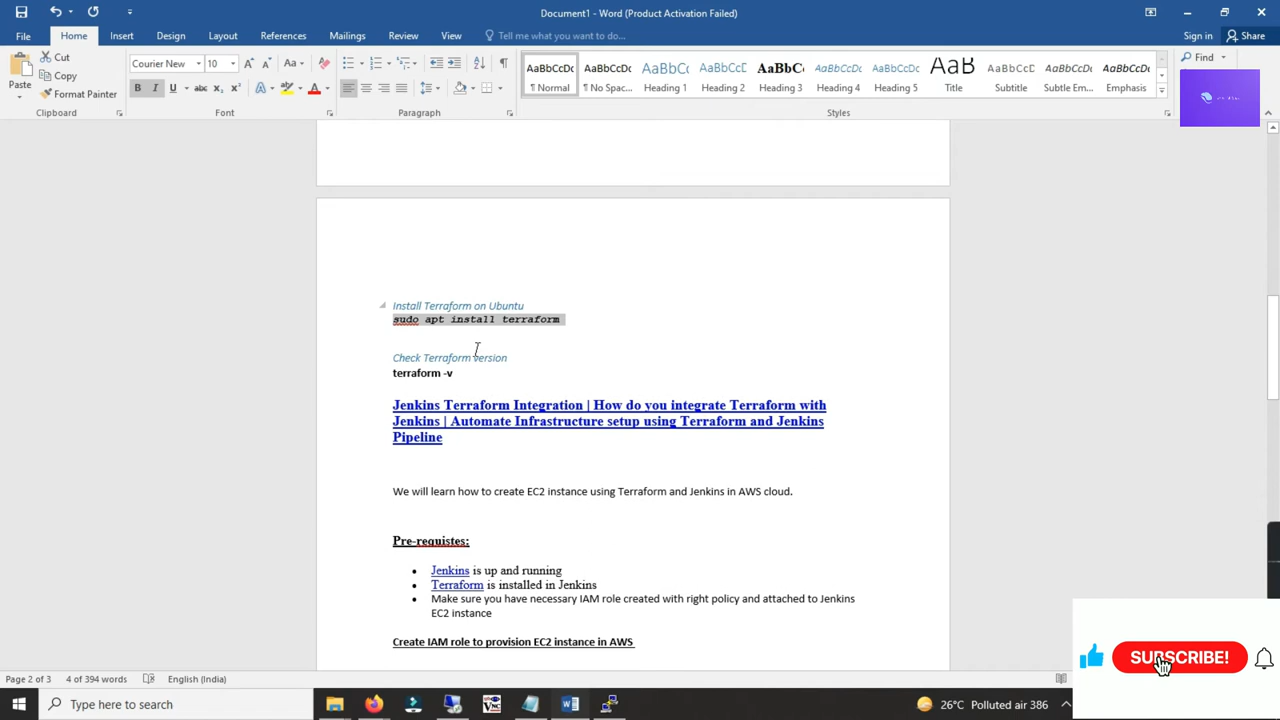 Document1 - Word (Product Activation Failed)
File Home Insert Design Layout References Mailings Review View Tell me what you want to do... Sign in Share
Paste Cut Copy Format Painter
Courier New 10
B I U abc x₂ x²
AaBbCcDc AaBbCcDc AaBbCc AaBbCcD AaBbCc AaBbCcDc AaBbCcDc AaB AaBbCcD AaBbCcDc AaBbCcDc
¶ Normal ¶ No Spac... Heading 1 Heading 2 Heading 3 Heading 4 Heading 5 Title Subtitle Subtle Em... Emphasis
Find
Clipboard Font Paragraph Styles
Install Terraform on Ubuntu
sudo apt install terraform
Check Terraform version
terraform -v
Jenkins Terraform Integration | How do you integrate Terraform with
Jenkins | Automate Infrastructure setup using Terraform and Jenkins
Pipeline
We will learn how to create EC2 instance using Terraform and Jenkins in AWS cloud.
Pre-requistes:
• Jenkins is up and running
• Terraform is installed in Jenkins
• Make sure you have necessary IAM role created with right policy and attached to Jenkins
EC2 instance
Create IAM role to provision EC2 instance in AWS
SUBSCRIBE!
Page 2 of 3 4 of 394 words English (India)
Type here to search
26°C Polluted air 386